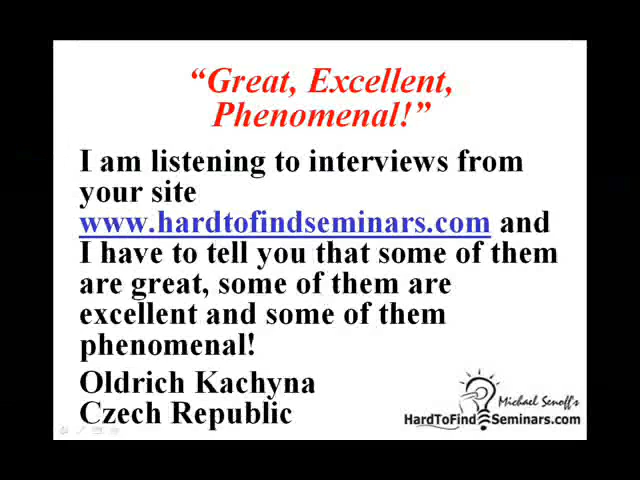 “Great, Excellent,
Phenomenal!”
I am listening to interviews from
your site
www.hardtofindseminars.com and
I have to tell you that some of them
are great, some of them are
excellent and some of them
phenomenal!
Oldrich Kachyna
Czech Republic
Michael Senoff's
HardToFindSeminars.com